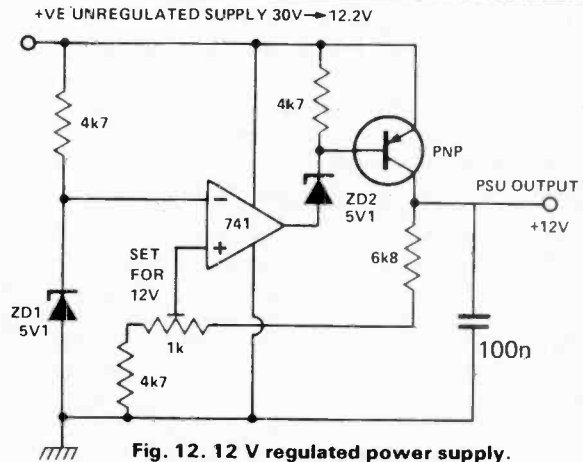 +VE UNREGULATED SUPPLY 30V→12.2V
4k7
4k7
PNP
ZD2
5V1
PSU OUTPUT
+12V
−
741
+
SET
FOR
12V
6k8
ZD1
5V1
1k
100n
4k7
Fig. 12. 12 V regulated power supply.